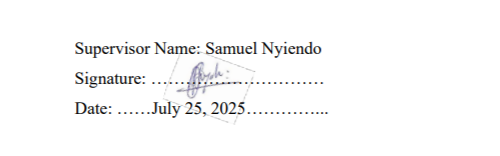 Supervisor Name: Samuel Nyiendo
Signature: ……………………………
Date: ……July 25, 2025…………...